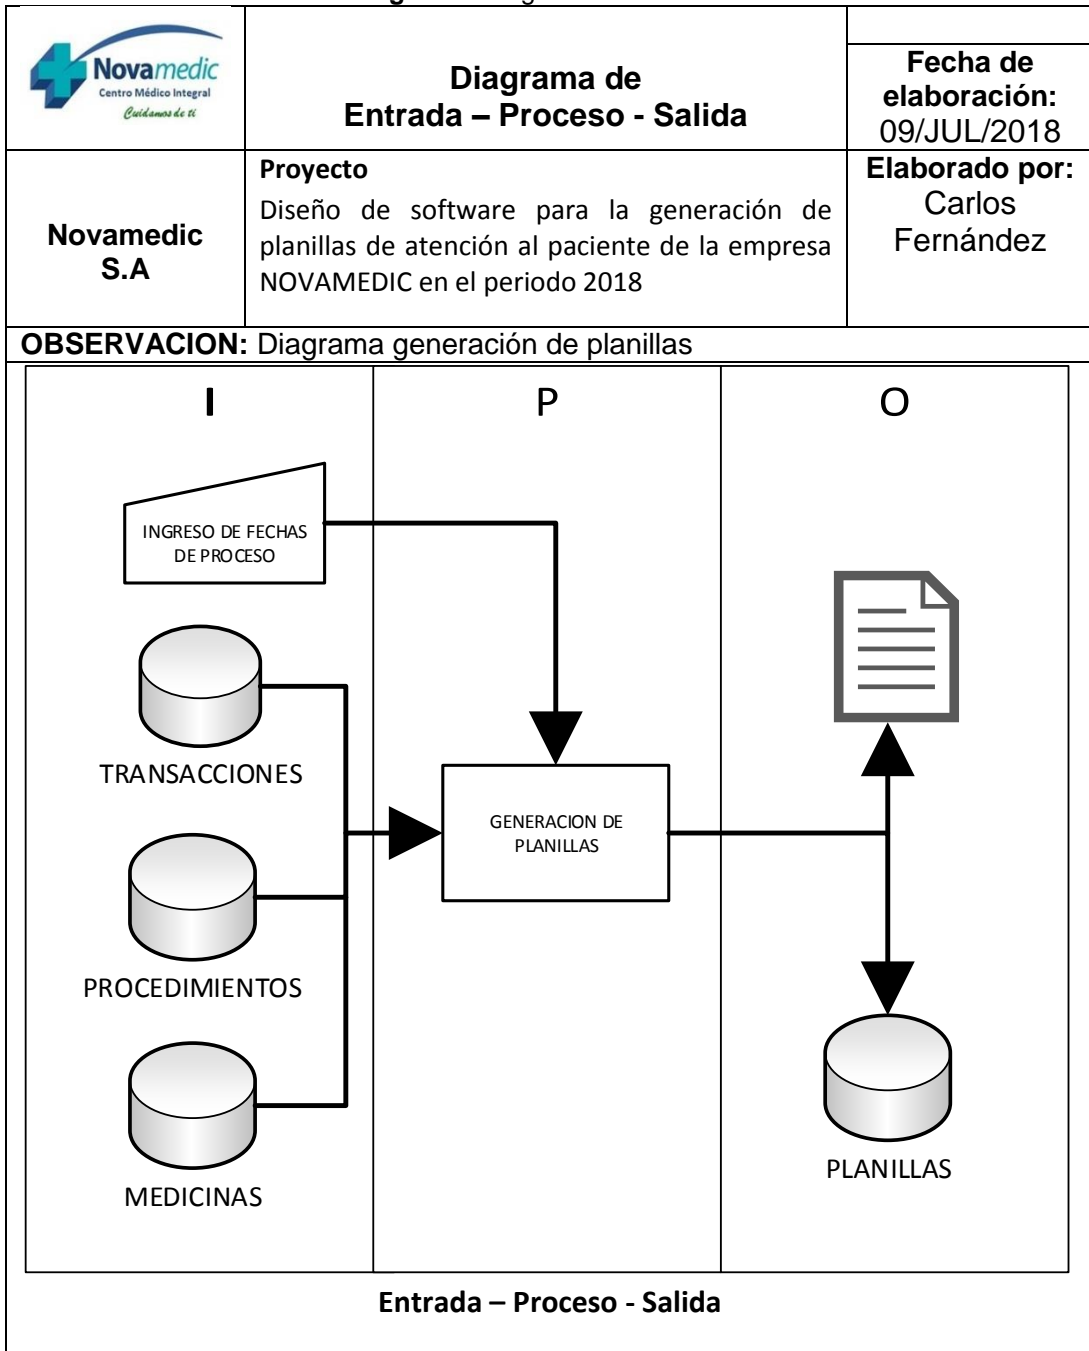 Novamedic
Centro Médico Integral
Cuidamos de ti
Diagrama de
Entrada – Proceso - Salida
Fecha de
elaboración:
09/JUL/2018
Novamedic
S.A
Proyecto
Diseño de software para la generación de
planillas de atención al paciente de la empresa
NOVAMEDIC en el periodo 2018
Elaborado por:
Carlos
Fernández
OBSERVACION: Diagrama generación de planillas
I
P
O
INGRESO DE FECHAS
DE PROCESO
TRANSACCIONES
GENERACION DE
PLANILLAS
PROCEDIMIENTOS
MEDICINAS
PLANILLAS
Entrada – Proceso - Salida